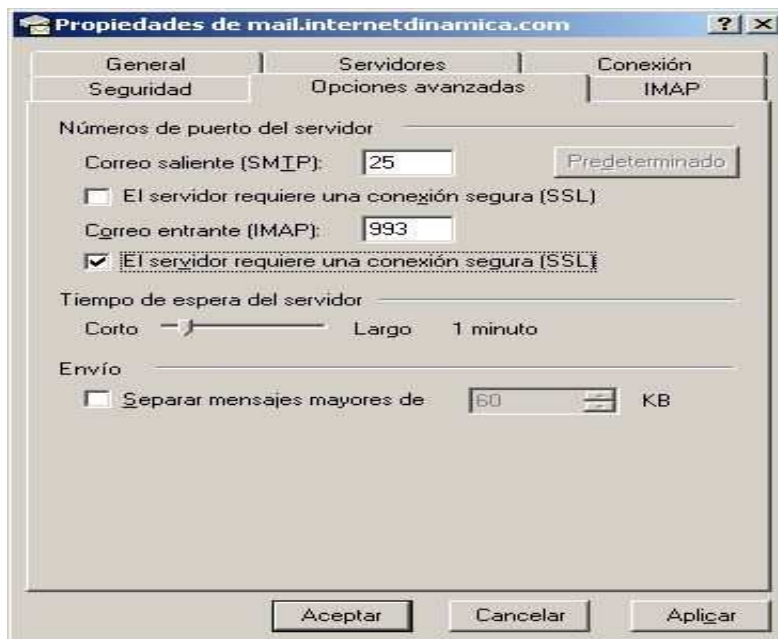 Propiedades de mail.internetdinamica.com
General Servidores Conexión
Seguridad Opciones avanzadas IMAP
Números de puerto del servidor
Correo saliente (SMTP): 25 Predeterminado
El servidor requiere una conexión segura (SSL)
Correo entrante (IMAP): 993
El servidor requiere una conexión segura (SSL)
Tiempo de espera del servidor
Corto Largo 1 minuto
Envío
Separar mensajes mayores de 60 KB
Aceptar Cancelar Aplicar